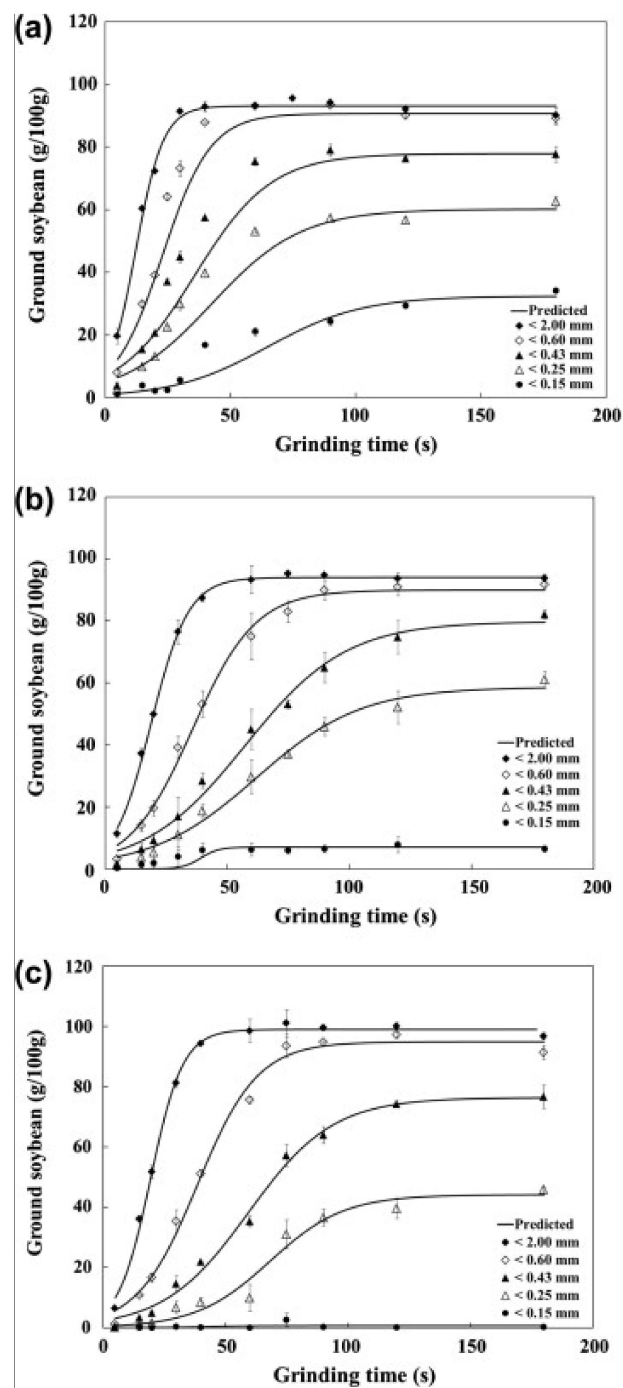 (a)
120
100
80
60
40
20
0
Ground soybean (g/100g)
Predicted
< 2.00 mm
< 0.60 mm
< 0.43 mm
< 0.25 mm
< 0.15 mm
0 50 100 150 200
Grinding time (s)
(b)
120
100
80
60
40
20
0
Ground soybean (g/100g)
Predicted
< 2.00 mm
< 0.60 mm
< 0.43 mm
< 0.25 mm
< 0.15 mm
0 50 100 150 200
Grinding time (s)
(c)
120
100
80
60
40
20
0
Ground soybean (g/100g)
Predicted
< 2.00 mm
< 0.60 mm
< 0.43 mm
< 0.25 mm
< 0.15 mm
0 50 100 150 200
Grinding time (s)